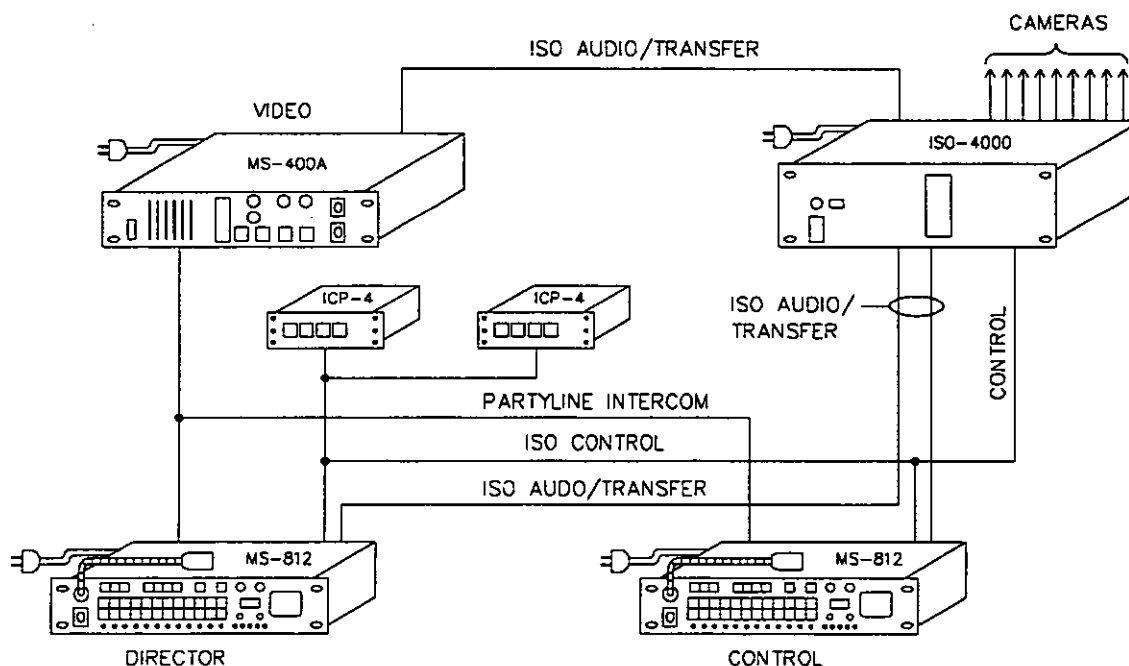 CAMERAS
ISO AUDIO/TRANSFER
VIDEO
MS-400A
ISO-4000
ICP-4
ICP-4
ISO AUDIO/
TRANSFER
CONTROL
PARTYLINE INTERCOM
ISO CONTROL
ISO AUDO/TRANSFER
MS-812
MS-812
DIRECTOR
CONTROL